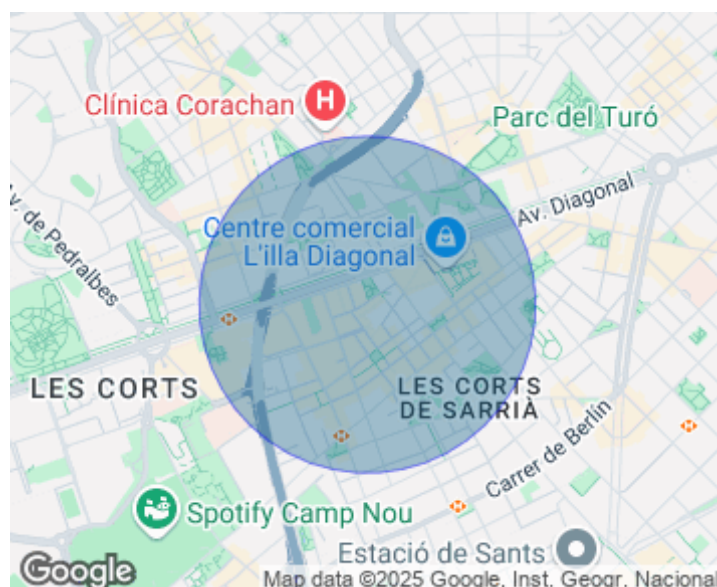 Clínica Corachan
H
Parc del Turó
Av. de Pedralbes
Av. Diagonal
Centre comercial
L'illa Diagonal
LES CORTS
LES CORTS
DE SARRIÀ
Carrer de Berlín
Spotify Camp Nou
Estació de Sants
Google
Map data ©2025 Google, Inst. Geogr. Nacional